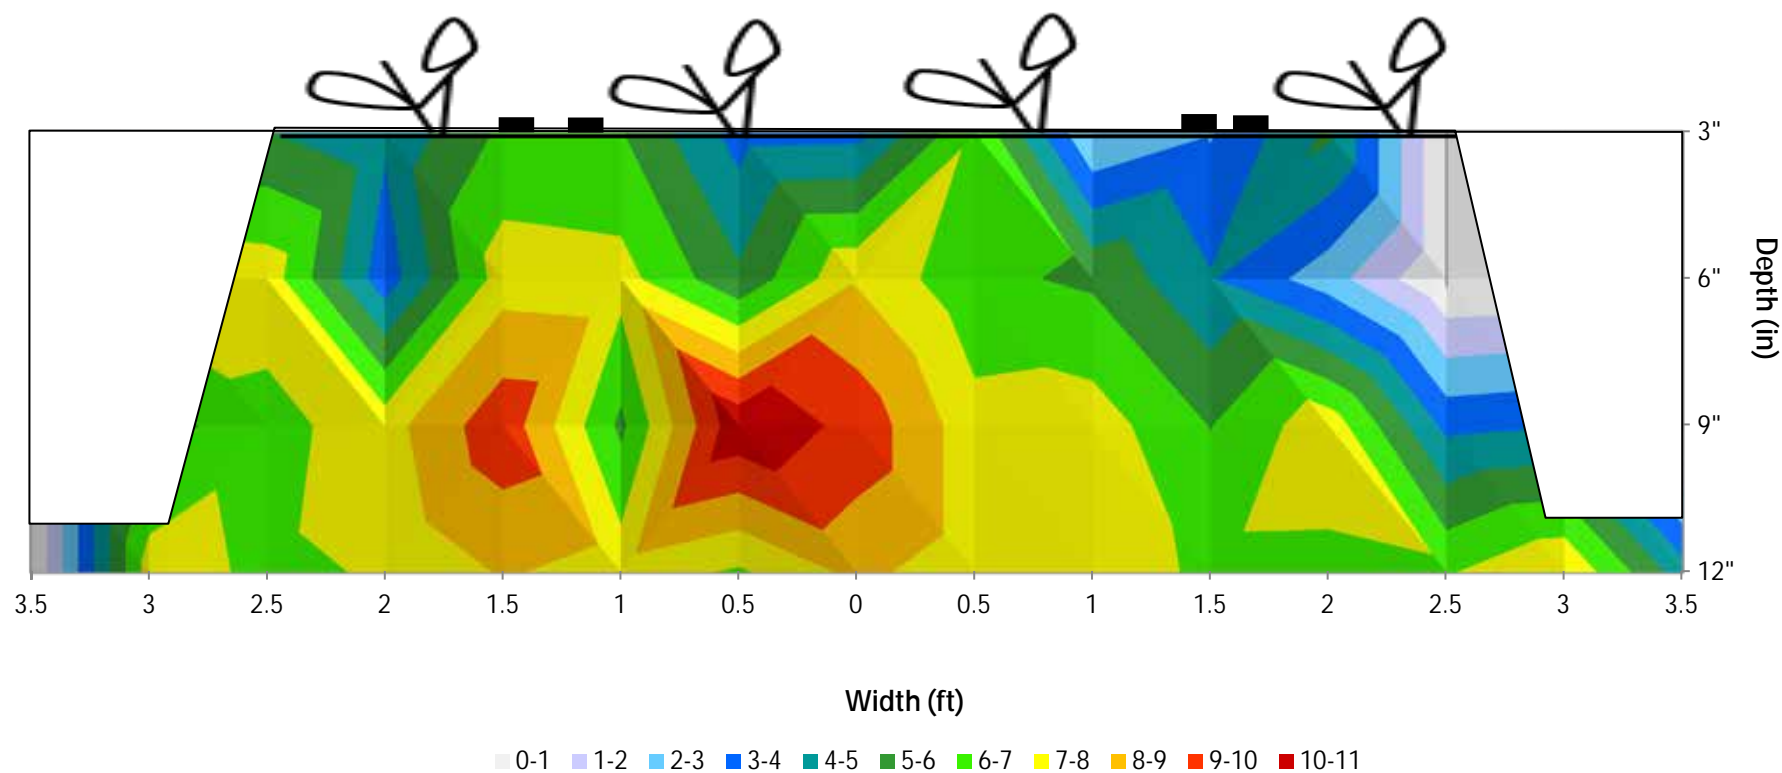 3"
6"
9"
12"
Depth (in)
3.5 3 2.5 2 1.5 1 0.5 0 0.5 1 1.5 2 2.5 3 3.5
Width (ft)
0-1 1-2 2-3 3-4 4-5 5-6 6-7 7-8 8-9 9-10 10-11